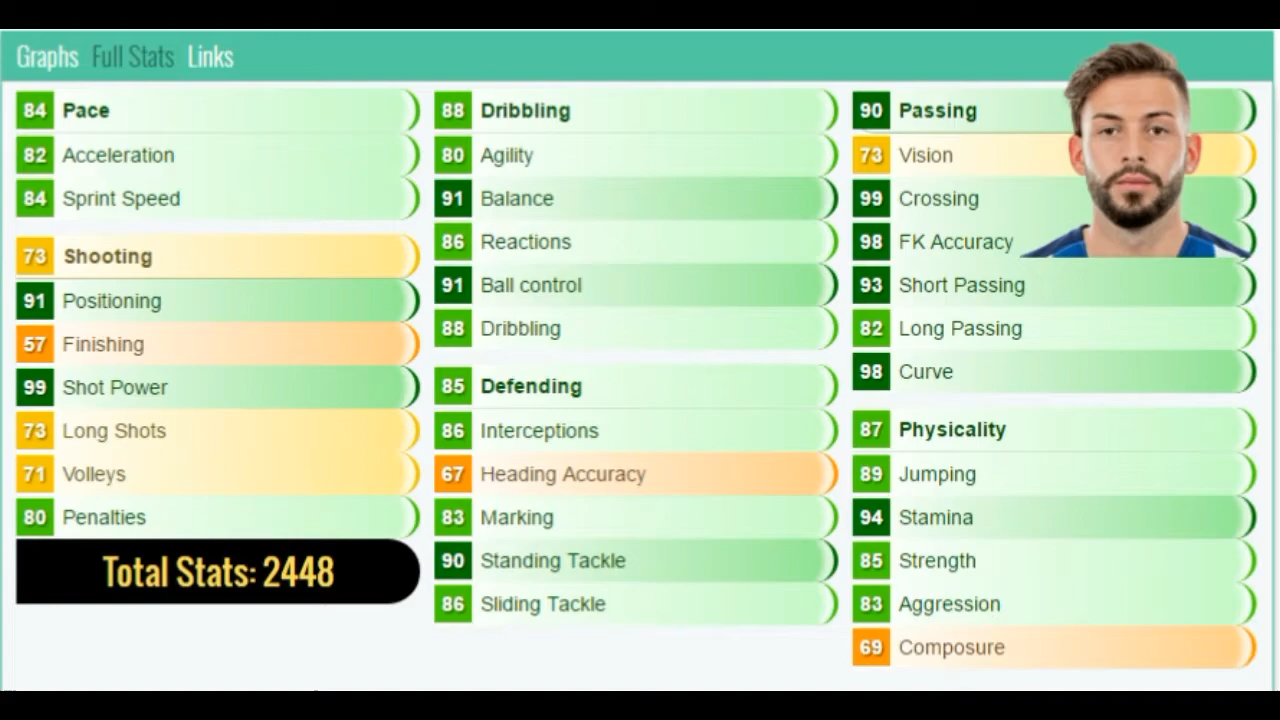 Graphs Full Stats Links
84 Pace
82 Acceleration
84 Sprint Speed
73 Shooting
91 Positioning
57 Finishing
99 Shot Power
73 Long Shots
71 Volleys
80 Penalties
Total Stats: 2448
88 Dribbling
80 Agility
91 Balance
86 Reactions
91 Ball control
88 Dribbling
85 Defending
86 Interceptions
67 Heading Accuracy
83 Marking
90 Standing Tackle
86 Sliding Tackle
90 Passing
73 Vision
99 Crossing
98 FK Accuracy
93 Short Passing
82 Long Passing
98 Curve
87 Physicality
89 Jumping
94 Stamina
85 Strength
83 Aggression
69 Composure